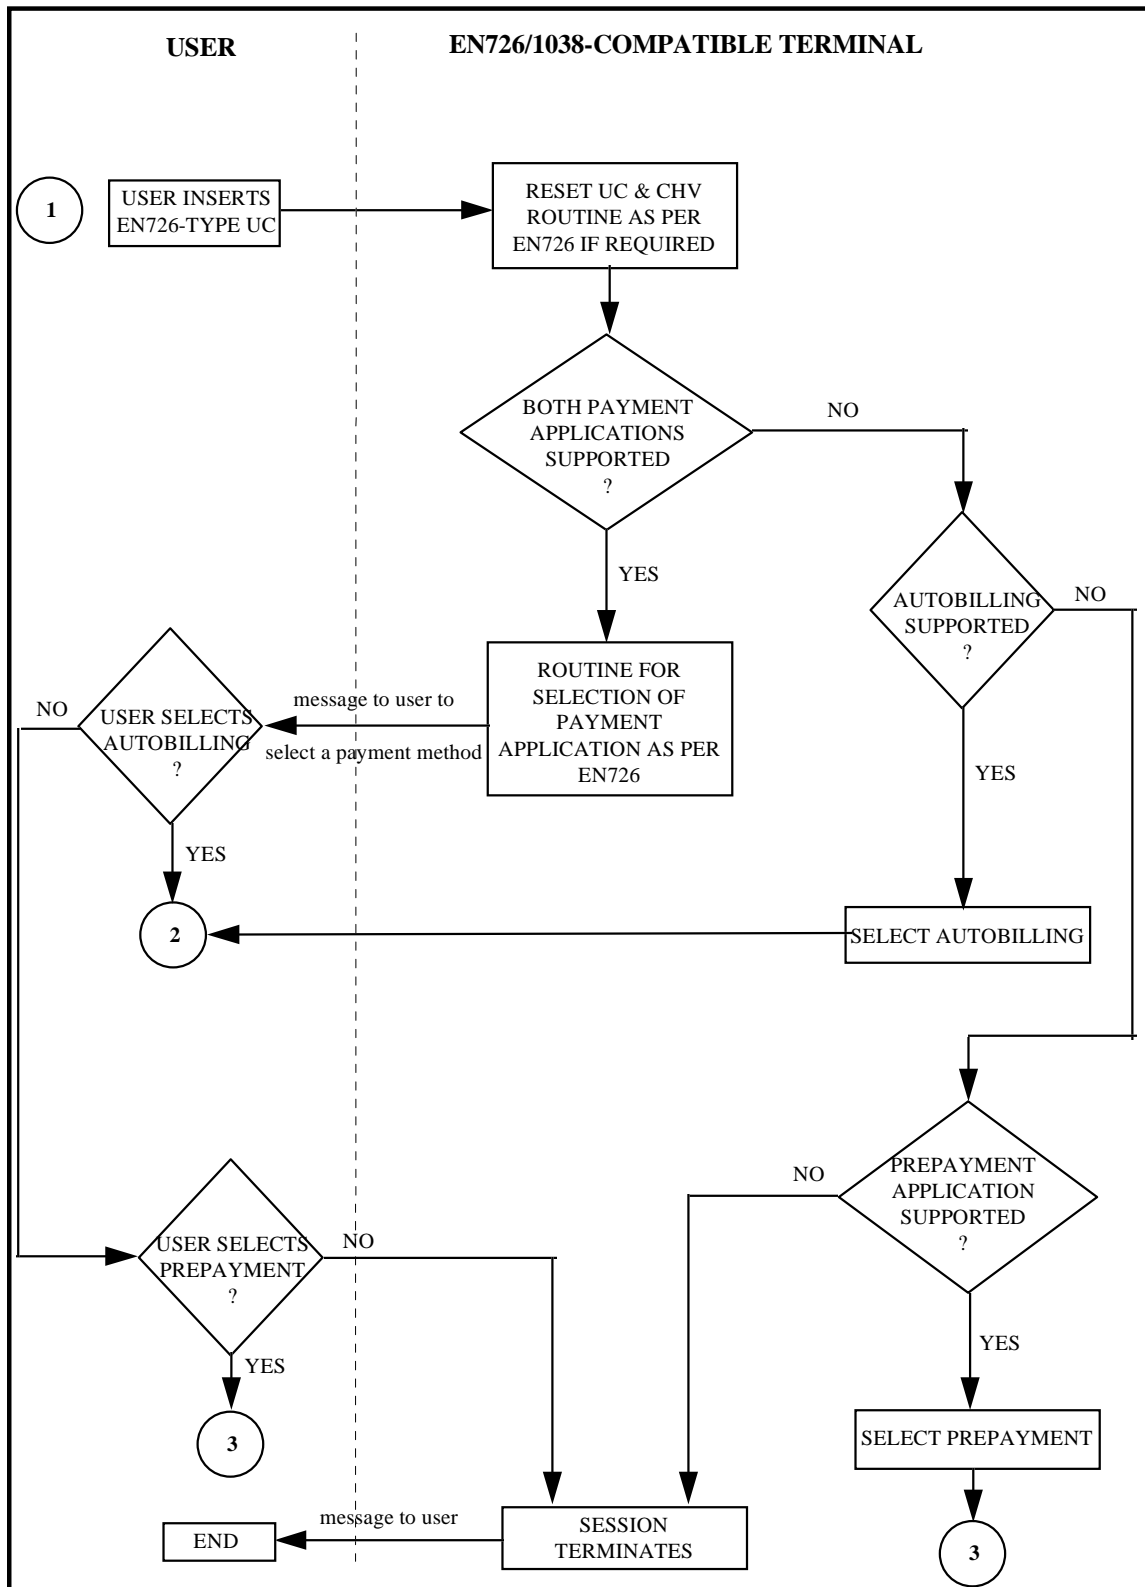 USER
EN726/1038-COMPATIBLE TERMINAL
1
USER INSERTS
EN726-TYPE UC
RESET UC & CHV
ROUTINE AS PER
EN726 IF REQUIRED
BOTH PAYMENT
APPLICATIONS
SUPPORTED
?
NO
YES
AUTOBILLING
SUPPORTED
?
NO
YES
ROUTINE FOR
SELECTION OF
PAYMENT
APPLICATION AS PER
EN726
message to user to
select a payment method
NO
USER SELECTS
AUTOBILLING
?
YES
2
SELECT AUTOBILLING
PREPAYMENT
APPLICATION
SUPPORTED
?
NO
YES
USER SELECTS
PREPAYMENT
?
NO
YES
3
SELECT PREPAYMENT
message to user
END
SESSION
TERMINATES
3